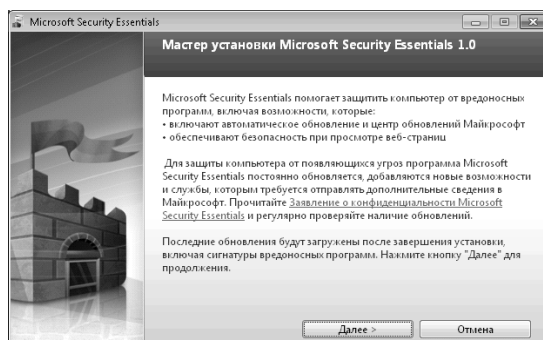 Microsoft Security Essentials
Мастер установки Microsoft Security Essentials 1.0
Microsoft Security Essentials помогает защитить компьютер от вредоносных
программ, включая возможности, которые:
• включают автоматическое обновление и центр обновлений Майкрософт
• обеспечивают безопасность при просмотре веб-страниц
Для защиты компьютера от появляющихся угроз программа Microsoft
Security Essentials постоянно обновляется, добавляются новые возможности
и службы, которым требуется отправлять дополнительные сведения в
Майкрософт. Прочитайте Заявление о конфиденциальности Microsoft
Security Essentials и регулярно проверяйте наличие обновлений.
Последние обновления будут загружены после завершения установки,
включая сигнатуры вредоносных программ. Нажмите кнопку "Далее" для
продолжения.
Далее >
Отмена